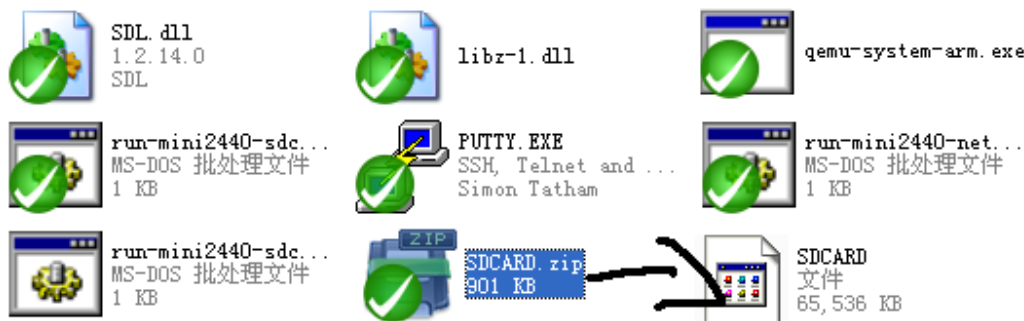 SDL.dll
1.2.14.0
SDL
libz-1.dll
qemu-system-arm.exe
run-mini2440-sdc...
MS-DOS 批处理文件
1 KB
PUTTY.EXE
SSH, Telnet and ...
Simon Tatham
run-mini2440-net...
MS-DOS 批处理文件
1 KB
run-mini2440-sdc...
MS-DOS 批处理文件
1 KB
ZIP
SDCARD.zip
901 KB
SDCARD
文件
65,536 KB